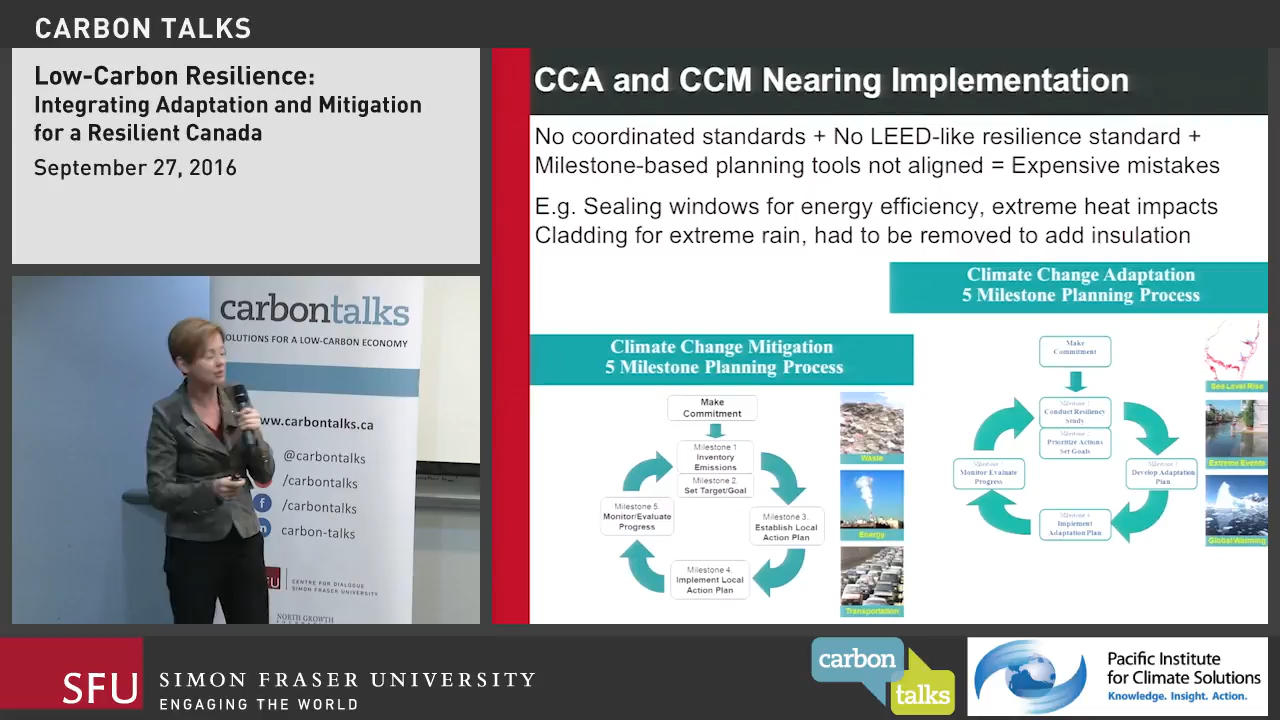 CARBON TALKS
Low-Carbon Resilience:
Integrating Adaptation and Mitigation
for a Resilient Canada
September 27, 2016
carbontalks
SOLUTIONS FOR A LOW-CARBON ECONOMY
www.carbontalks.ca
@carbontalks
/carbontalks
/carbontalks
carbon-talks
SFU
CENTRE FOR DIALOGUE
SIMON FRASER UNIVERSITY
NORTH GROWTH
CCA and CCM Nearing Implementation
No coordinated standards + No LEED-like resilience standard +
Milestone-based planning tools not aligned = Expensive mistakes
E.g. Sealing windows for energy efficiency, extreme heat impacts
Cladding for extreme rain, had to be removed to add insulation
Climate Change Mitigation
5 Milestone Planning Process
Make
Commitment
Milestone 1
Inventory
Emissions
Milestone 2.
Set Target/Goal
Milestone 3.
Establish Local
Action Plan
Milestone 4.
Implement Local
Action Plan
Milestone 5.
Monitor/Evaluate
Progress
Waste
Energy
Transportation
Climate Change Adaptation
5 Milestone Planning Process
Make
Commitment
Conduct Resiliency
Study
Prioritize Actions
Set Goals
Develop Adaptation
Plan
Implement
Adaptation Plan
Monitor Evaluate
Progress
Sea Level Rise
Extreme Events
Global Warming
SFU
SIMON FRASER UNIVERSITY
ENGAGING THE WORLD
carbon
talks
Pacific Institute
for Climate Solutions
Knowledge. Insight. Action.